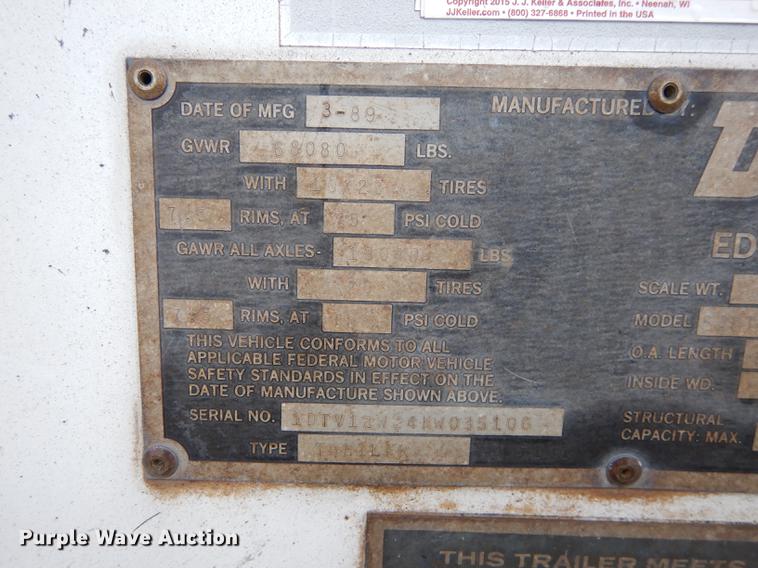 Copyright 2015 J. J. Keller & Associates, Inc. • Neenah, WI
JJKeller.com • (800) 327-6868 • Printed in the USA
DATE OF MFG 3-89
MANUFACTURED BY:
GVWR 68080 LBS.
WITH TIRES
RIMS, AT PSI COLD
GAWR ALL AXLES- LBS
WITH TIRES
RIMS, AT PSI COLD
ED
SCALE WT.
MODEL
O.A. LENGTH
INSIDE WD.
STRUCTURAL
CAPACITY: MAX.
THIS VEHICLE CONFORMS TO ALL
APPLICABLE FEDERAL MOTOR VEHICLE
SAFETY STANDARDS IN EFFECT ON THE
DATE OF MANUFACTURE SHOWN ABOVE.
SERIAL NO.
TYPE TRAILER
THIS TRAILER MEETS
Purple Wave Auction